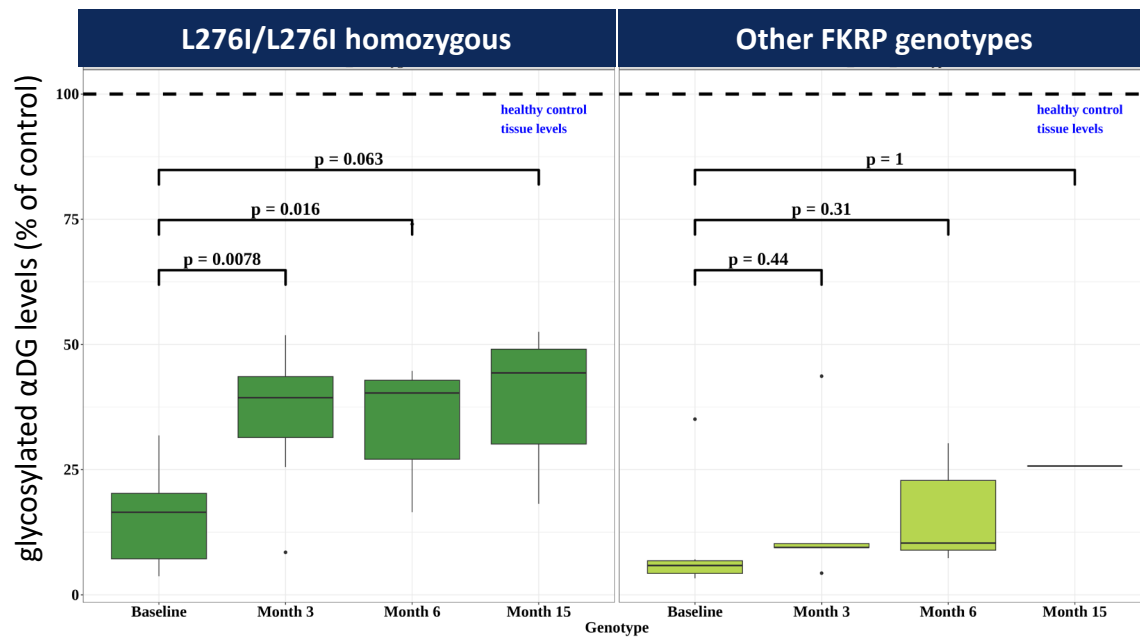 L276I/L276I homozygous
Other FKRP genotypes
glycosylated αDG levels (% of control)
100
75
50
25
0
healthy control
tissue levels
p = 0.063
p = 0.016
p = 0.0078
healthy control
tissue levels
p = 1
p = 0.31
p = 0.44
Baseline
Month 3
Month 6
Month 15
Baseline
Month 3
Month 6
Month 15
Genotype